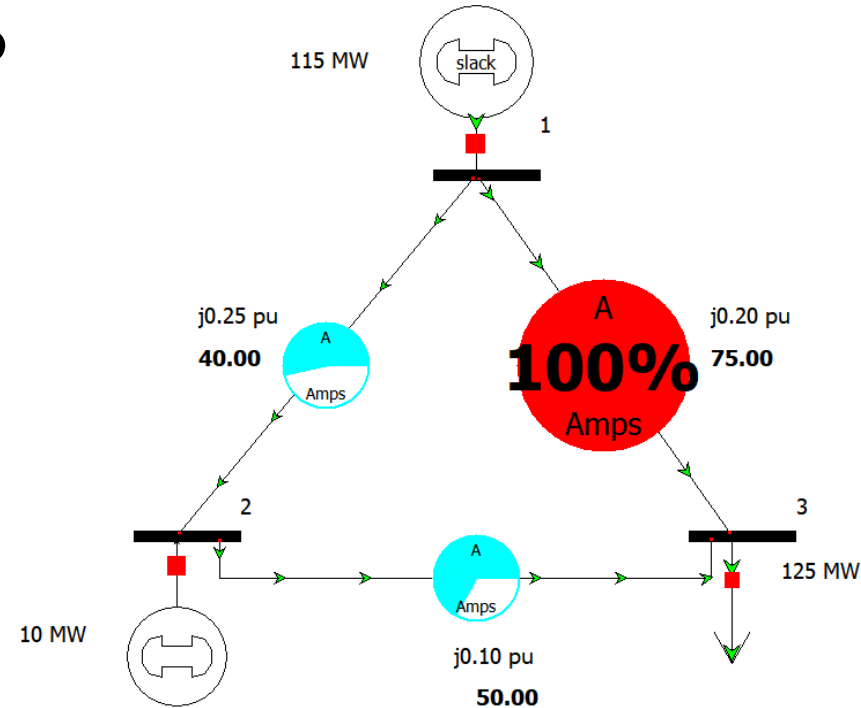 115 MW
slack
1
j0.25 pu
40.00
A
Amps
A
100%
Amps
j0.20 pu
75.00
2
3
A
Amps
125 MW
10 MW
j0.10 pu
50.00